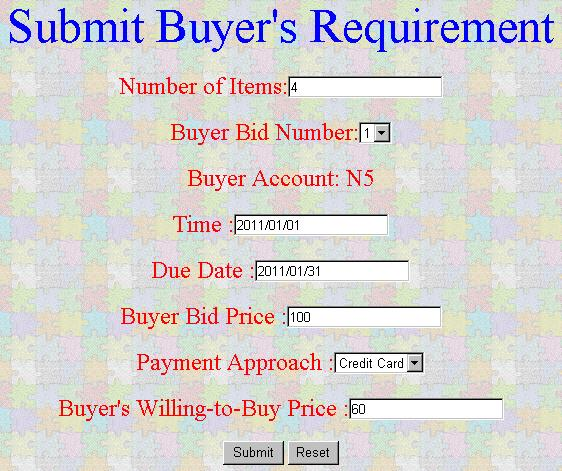 Submit Buyer's Requirement
Number of Items: 4
Buyer Bid Number: 1
Buyer Account: N5
Time : 2011/01/01
Due Date : 2011/01/31
Buyer Bid Price : 100
Payment Approach : Credit Card
Buyer's Willing-to-Buy Price : 60
Submit Reset